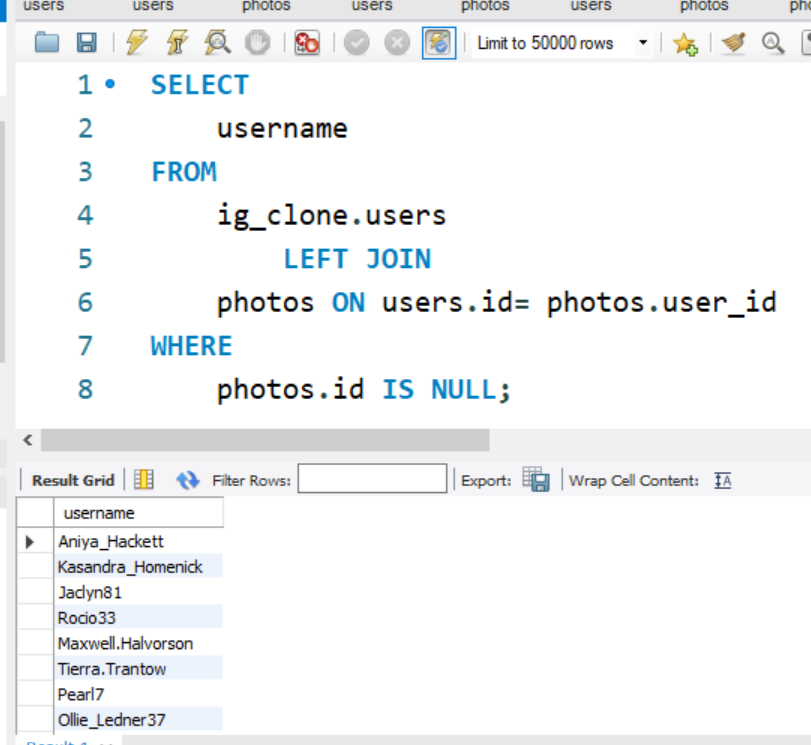 users users photos users photos users photos
Limit to 50000 rows
1 SELECT
2 username
3 FROM
4 ig_clone.users
5 LEFT JOIN
6 photos ON users.id= photos.user_id
7 WHERE
8 photos.id IS NULL;
Result Grid Filter Rows: Export: Wrap Cell Content: IA
username
Aniya_Hackett
Kasandra_Homenick
Jaclyn81
Rocio33
Maxwell.Halvorson
Tierra.Trantow
Pearl7
Ollie_Ledner37